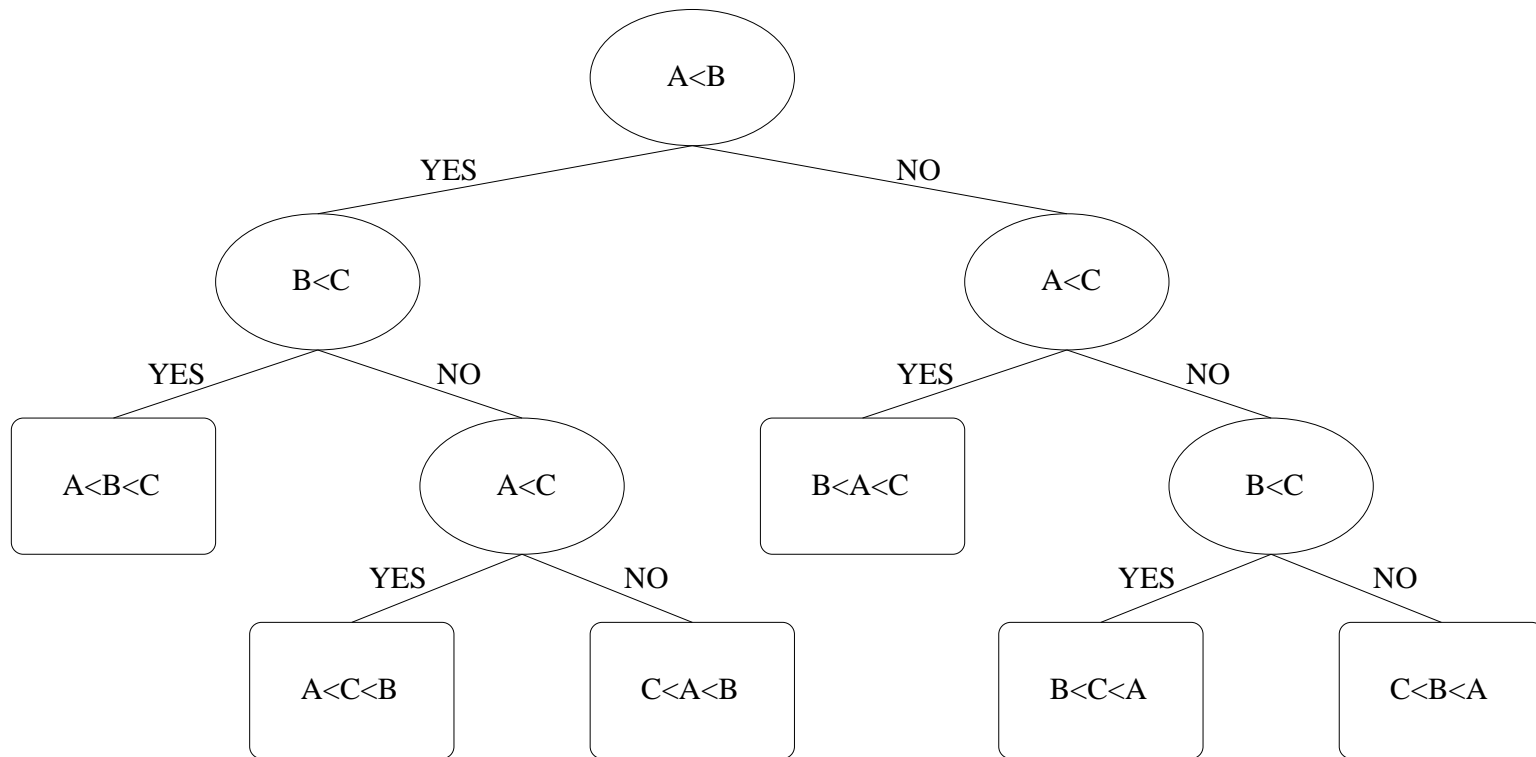 A<B
YES
NO
B<C
A<C
YES
NO
YES
NO
A<B<C
A<C
B<A<C
B<C
YES
NO
YES
NO
A<C<B
C<A<B
B<C<A
C<B<A